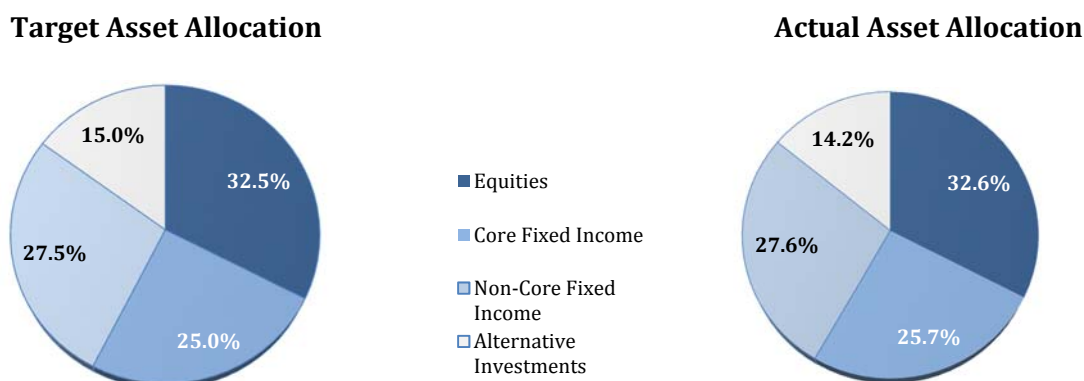 Target Asset Allocation
Actual Asset Allocation
15.0%
32.5%
27.5%
25.0%
Equities
Core Fixed Income
Non-Core Fixed
Income
Alternative
Investments
14.2%
32.6%
27.6%
25.7%